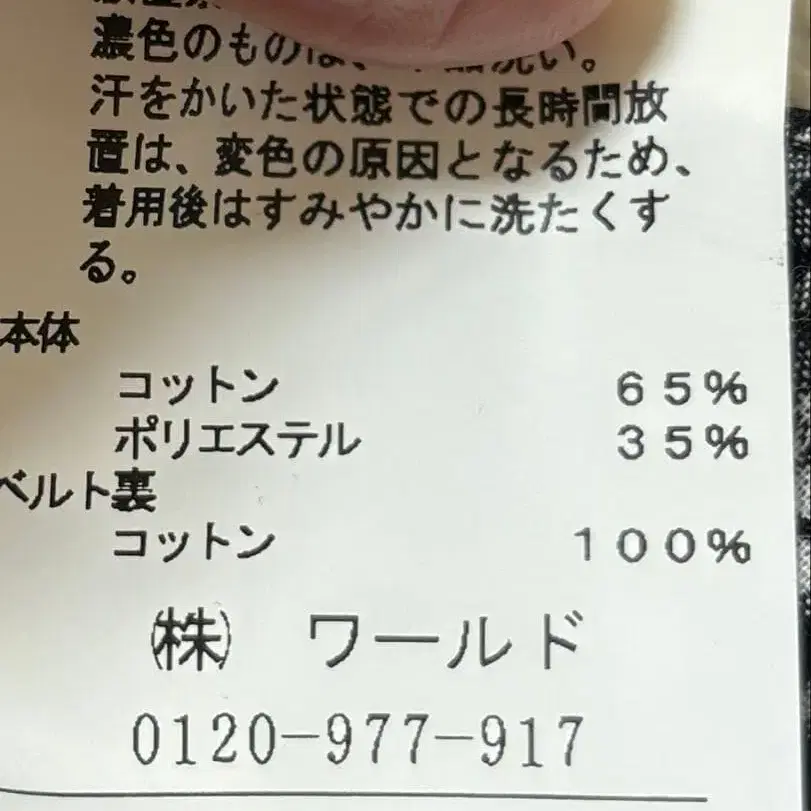 濃色のものは、
洗い。
汗をかいた状態での長時間放
置は、変色の原因となるため、
着用後はすみやかに洗たくす
る。
本体
コットン 65%
ポリエステル 35%
ベルト裏
コットン 100%
㈱ ワールド
0120-977-917